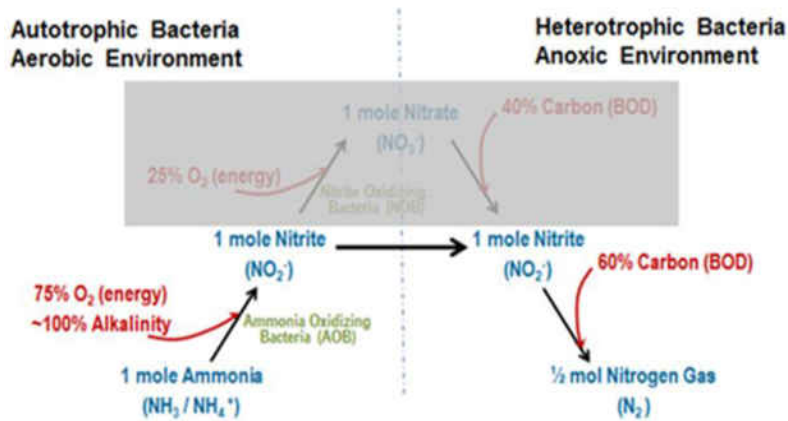 Autotrophic Bacteria
Aerobic Environment
Heterotrophic Bacteria
Anoxic Environment
1 mole Nitrate
(NO₃⁻)
40% Carbon (BOD)
25% O₂ (energy)
Nitrite Oxidizing
Bacteria (NOB)
1 mole Nitrite
(NO₂⁻)
1 mole Nitrite
(NO₂⁻)
60% Carbon (BOD)
75% O₂ (energy)
~100% Alkalinity
Ammonia Oxidizing
Bacteria (AOB)
1 mole Ammonia
(NH₃ / NH₄⁺)
½ mol Nitrogen Gas
(N₂)